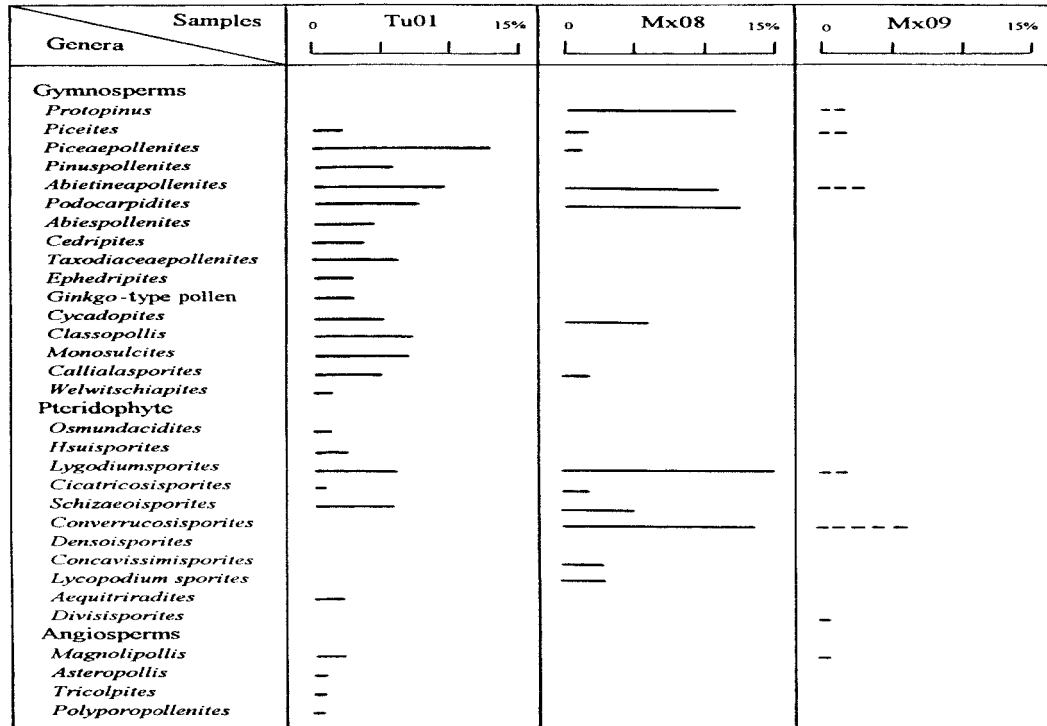 Samples Tu01 Mx08 Mx09
Genera 0 15% 0 15% 0 15%
Gymnosperms
Protopinus
Piceites
Piceaepollenites
Pinuspollenites
Abietineapollenites
Podocarpidites
Abiespollenites
Cedripites
Taxodiaceaepollenites
Ephedripites
Ginkgo-type pollen
Cycadopites
Classopollis
Monosulcites
Callialasporites
Welwitschiapites
Pteridophyte
Osmundacidites
Hsuisporites
Lygodiumsporites
Cicatricosisporites
Schizaeoisporites
Converrucosisporites
Densoisporites
Concavissimisporites
Lycopodium sporites
Aequitriradites
Divisisporites
Angiosperms
Magnolipollis
Asteropollis
Tricolpites
Polyporopollenites